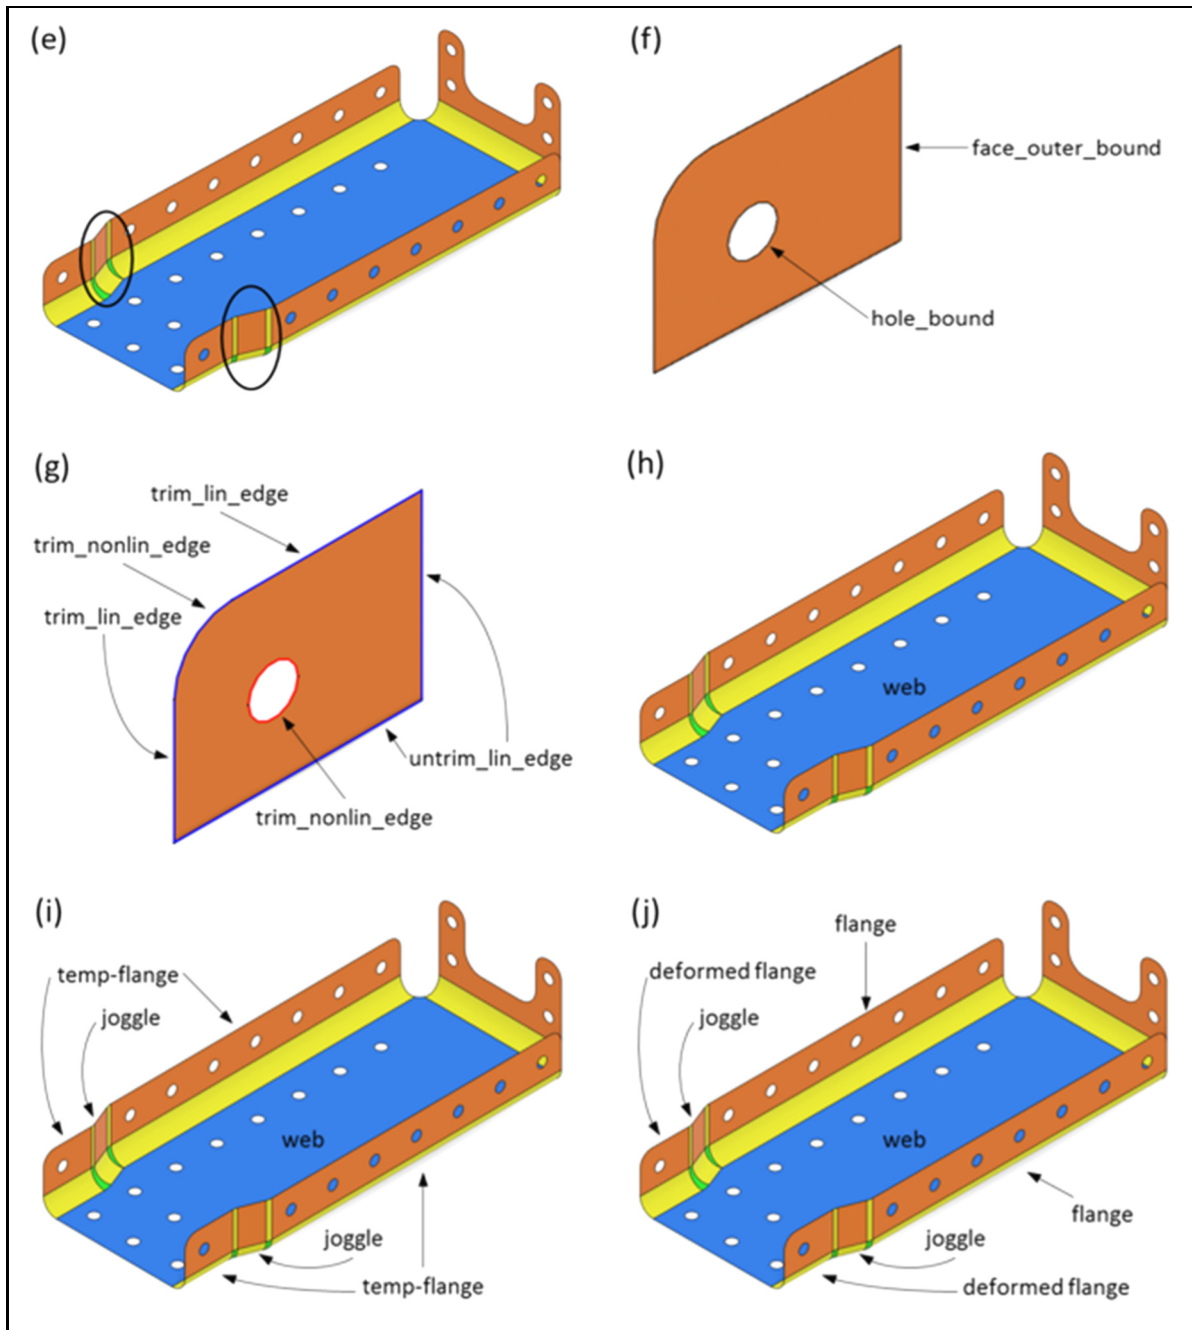 (e)
(f)
face_outer_bound
hole_bound
(g)
trim_lin_edge
trim_nonlin_edge
trim_lin_edge
untrim_lin_edge
trim_nonlin_edge
(h)
web
(i)
temp-flange
joggle
web
joggle
temp-flange
(j)
flange
deformed flange
joggle
web
flange
joggle
deformed flange